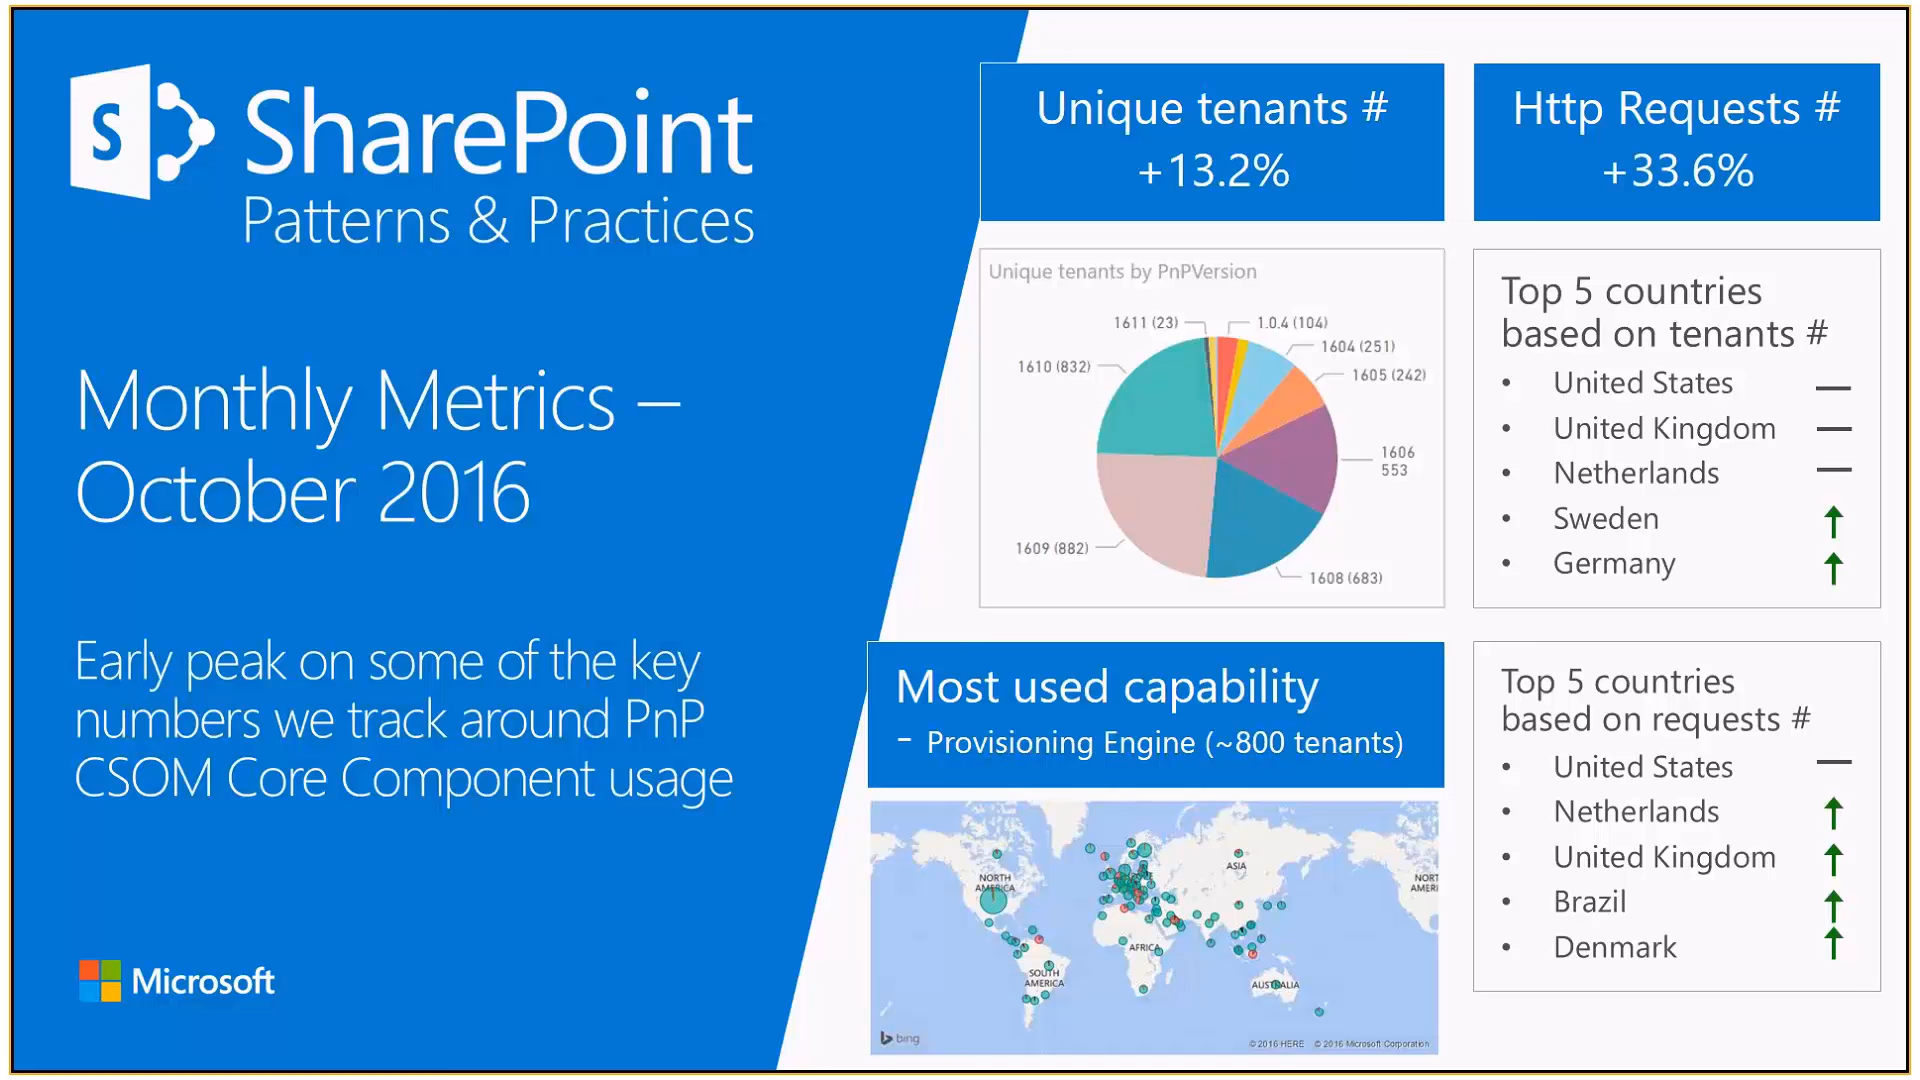 S
SharePoint
Patterns & Practices
Monthly Metrics –
October 2016
Early peak on some of the key
numbers we track around PnP
CSOM Core Component usage
Microsoft
Unique tenants #
+13.2%
Http Requests #
+33.6%
Unique tenants by PnPVersion
1611 (23)
1.0.4 (104)
1604 (251)
1605 (242)
1610 (832)
1606
553
1609 (882)
1608 (683)
Top 5 countries
based on tenants #
• United States —
• United Kingdom —
• Netherlands —
• Sweden ↑
• Germany ↑
Most used capability
- Provisioning Engine (~800 tenants)
NORTH
AMERICA
ASIA
AFRICA
SOUTH
AMERICA
AUSTRALIA
NORT
AMERI
bing
© 2016 HERE © 2016 Microsoft Corporation
Top 5 countries
based on requests #
• United States —
• Netherlands ↑
• United Kingdom ↑
• Brazil ↑
• Denmark ↑